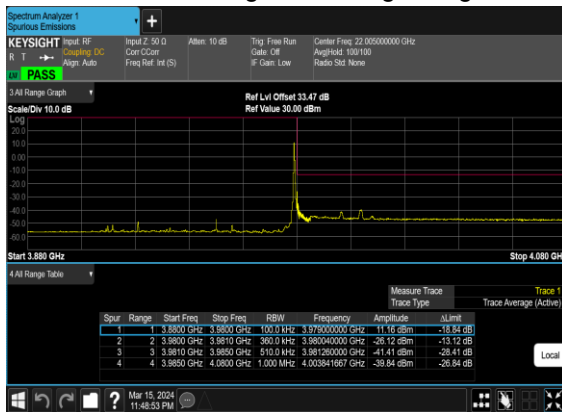 Spectrum Analyzer 1
Spurious Emissions
KEYSIGHT Input: RF Input Z: 50 Ω Atten: 10 dB Trig: Free Run Center Freq: 22.005000000 GHz
R T Coupling: DC Corr CCorr Gate: Off Avg|Hold: 100/100
Align: Auto Freq Ref: Int (S) IF Gain: Low Radio Std: None
PASS
3 All Range Graph
Ref Lvl Offset 33.47 dB
Scale/Div 10.0 dB Ref Value 30.00 dBm
Log
20.0
10.0
0.00
-10.0
-20.0
-30.0
-40.0
-50.0
-60.0
Start 3.880 GHz Stop 4.080 GHz
4 All Range Table
Measure Trace Trace 1
Trace Type Trace Average (Active)
Spur Range Start Freq Stop Freq RBW Frequency Amplitude ΔLimit
1 1 3.8800 GHz 3.9800 GHz 100.0 kHz 3.979000000 GHz 11.16 dBm -18.84 dB
2 2 3.9800 GHz 3.9810 GHz 360.0 kHz 3.980040000 GHz -26.12 dBm -13.12 dB
3 3 3.9810 GHz 3.9850 GHz 510.0 kHz 3.981260000 GHz -41.41 dBm -28.41 dB
4 4 3.9850 GHz 4.0800 GHz 1.000 MHz 4.003841667 GHz -39.84 dBm -26.84 dB
Local
?
Mar 15, 2024
11:48:53 PM